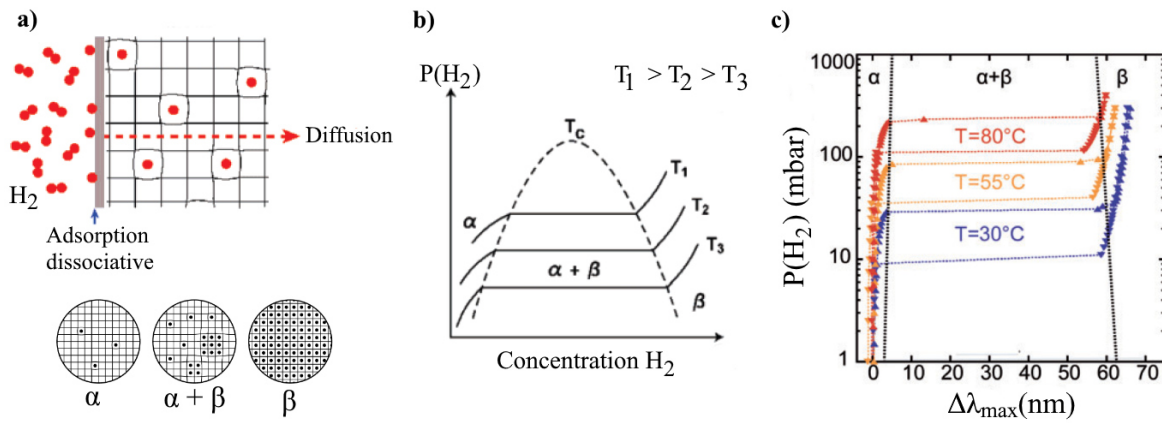 a)
H2
Diffusion
Adsorption
dissociative
α
α + β
β
b)
P(H2)
T1 > T2 > T3
Tc
T1
T2
T3
α
α + β
β
Concentration H2
c)
P(H2) (mbar)
1000
100
10
1
α
α+β
β
T=80°C
T=55°C
T=30°C
0 10 20 30 40 50 60 70
Δλmax(nm)